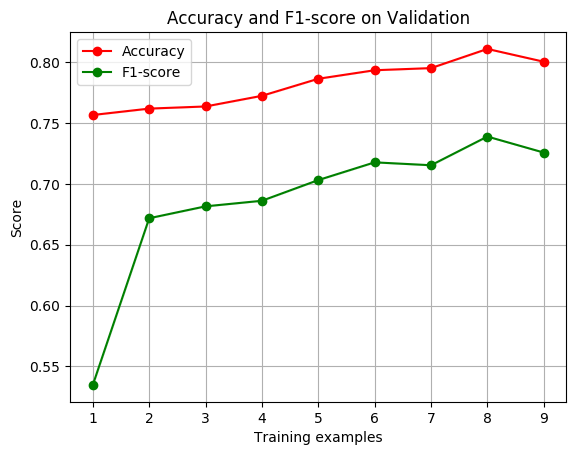 Accuracy and F1-score on Validation
Accuracy
F1-score
0.80
0.75
0.70
0.65
0.60
0.55
Score
1 2 3 4 5 6 7 8 9
Training examples